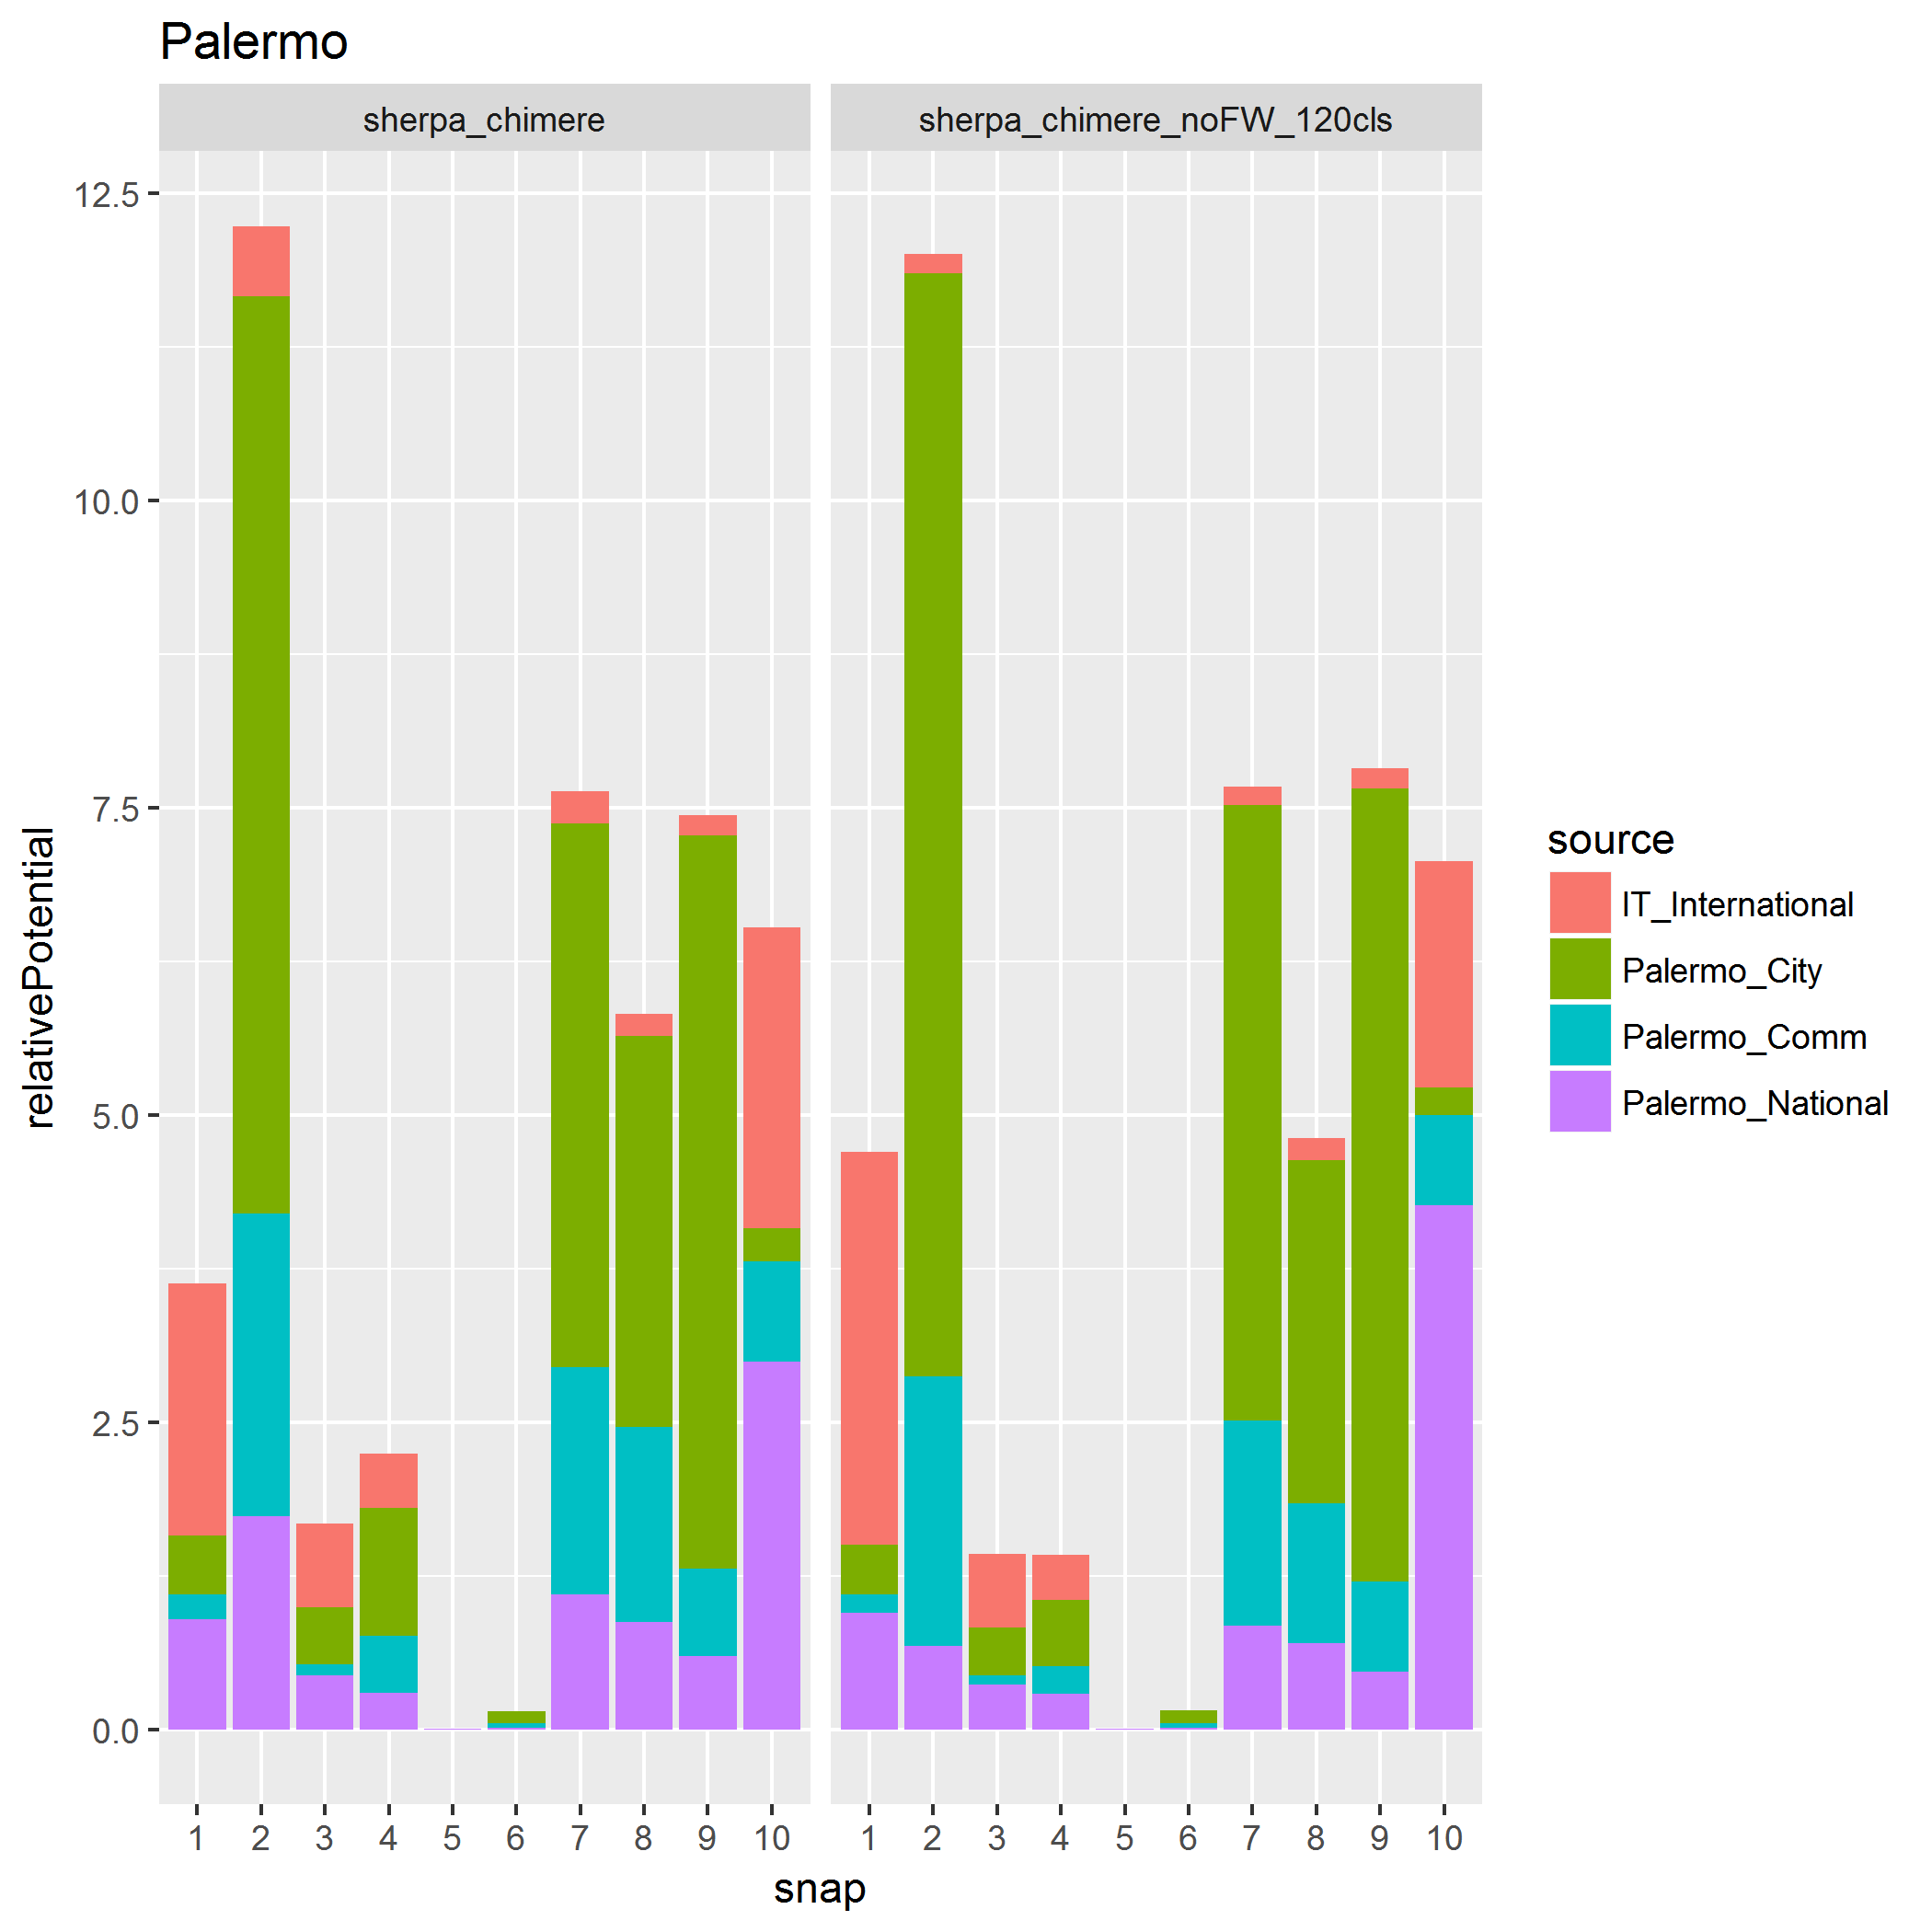 Palermo
sherpa_chimere
sherpa_chimere_noFW_120cls
12.5
10.0
7.5
5.0
2.5
0.0
relativePotential
1 2 3 4 5 6 7 8 9 10
1 2 3 4 5 6 7 8 9 10
snap
source
IT_International
Palermo_City
Palermo_Comm
Palermo_National